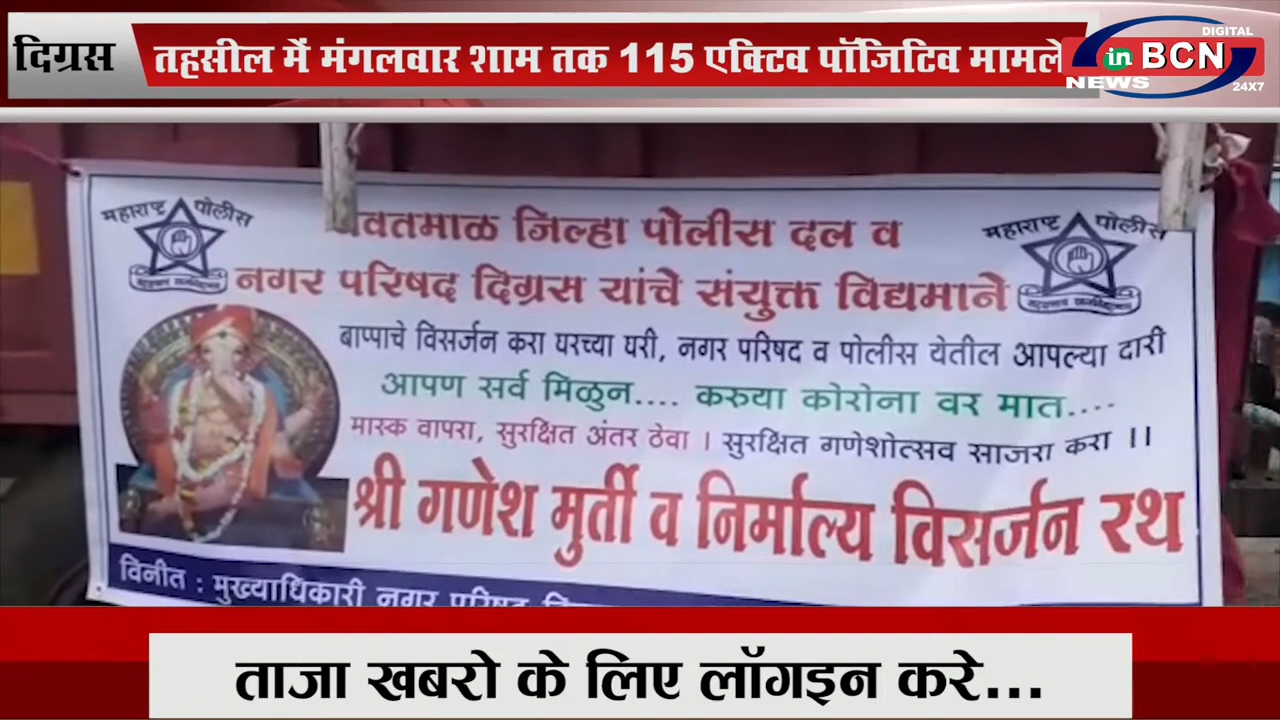 दिग्रस
तहसील में मंगलवार शाम तक 115 एक्टिव पॉजिटिव मामले
DIGITAL
in BCN
NEWS
24X7
महाराष्ट्र पोलीस
महाराष्ट्र पोलीस
जिल्हा पोलीस दल व
नगर परिषद दिग्रस यांचे संयुक्त विद्यमाने
बाप्पाचे विसर्जन करा घरच्या घरी, नगर परिषद व पोलीस येतील आपल्या दारी
आपण सर्व मिळुन.... करुया कोरोना वर मात....
मास्क वापरा, सुरक्षित अंतर ठेवा । सुरक्षित गणेशोत्सव साजरा करा ।।
श्री गणेश मुर्ती व निर्माल्य विसर्जन रथ
विनीत : मुख्याधिकारी नगर परिषद
ताजा खबरो के लिए लॉगइन करे...